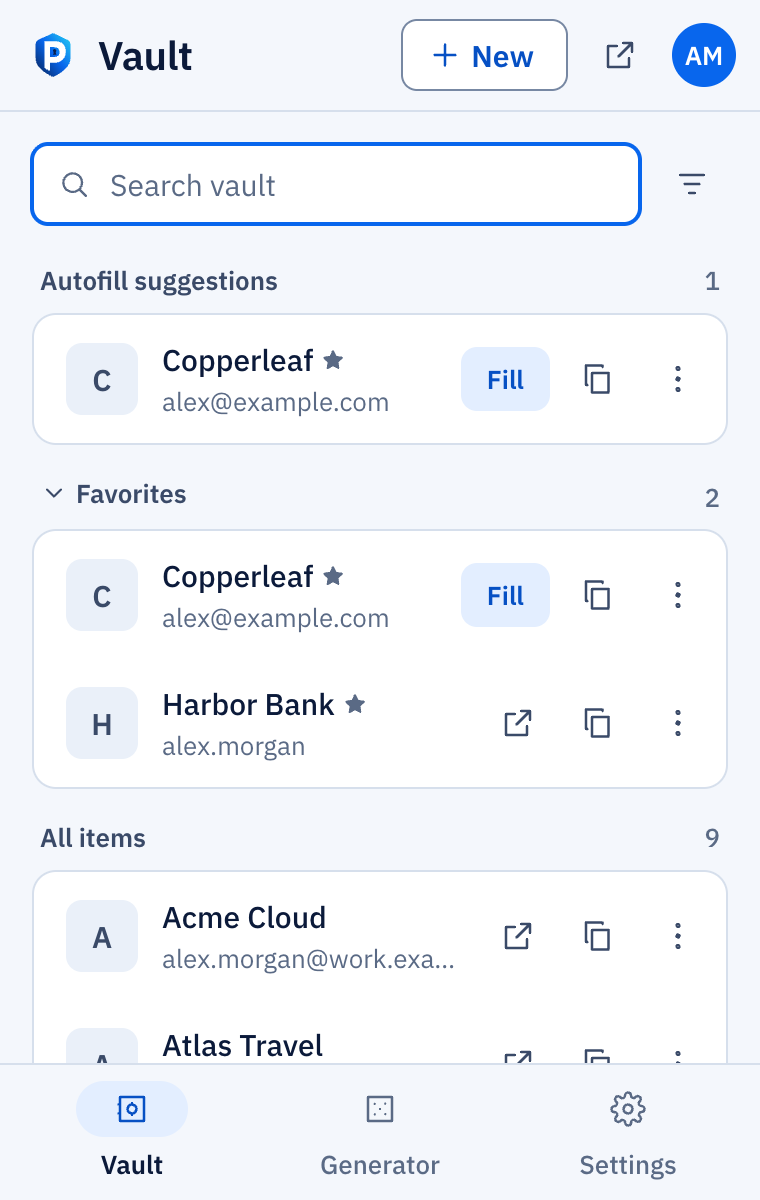 Vault
New
AM
Search vault
Autofill suggestions 1
C
Copperleaf
alex@example.com
Fill
Favorites 2
C
Copperleaf
alex@example.com
Fill
H
Harbor Bank
alex.morgan
All items 9
A
Acme Cloud
alex.morgan@work.exa...
A
Atlas Travel
Vault
Generator
Settings